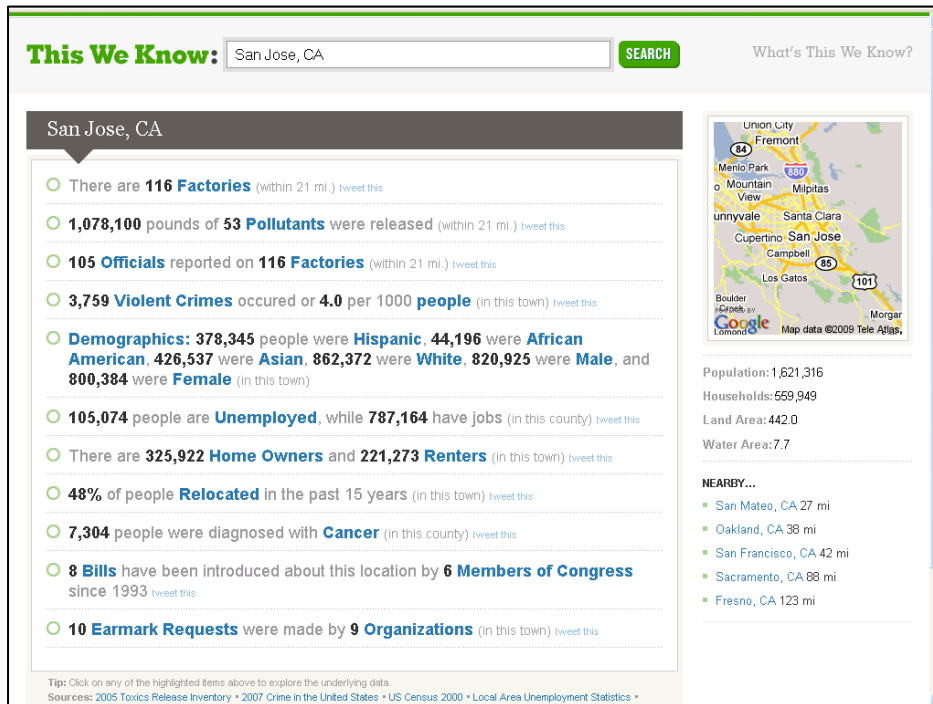 This We Know: San Jose, CA SEARCH What's This We Know?
San Jose, CA
There are 116 Factories (within 21 mi.) tweet this
1,078,100 pounds of 53 Pollutants were released (within 21 mi.) tweet this
105 Officials reported on 116 Factories (within 21 mi.) tweet this
3,759 Violent Crimes occured or 4.0 per 1000 people (in this town) tweet this
Demographics: 378,345 people were Hispanic, 44,196 were African
American, 426,537 were Asian, 862,372 were White, 820,925 were Male, and
800,384 were Female (in this town)
105,074 people are Unemployed, while 787,164 have jobs (in this county) tweet this
There are 325,922 Home Owners and 221,273 Renters (in this town) tweet this
48% of people Relocated in the past 15 years (in this town) tweet this
7,304 people were diagnosed with Cancer (in this county) tweet this
8 Bills have been introduced about this location by 6 Members of Congress
since 1993 tweet this
10 Earmark Requests were made by 9 Organizations (in this town) tweet this
Tip: Click on any of the highlighted items above to explore the underlying data.
Sources: 2005 Toxics Release Inventory • 2007 Crime in the United States • US Census 2000 • Local Area Unemployment Statistics •
Union City
Fremont
84
Menlo Park
880
o Mountain
View
Milpitas
unnyvale Santa Clara
Cupertino San Jose
Campbell
85
Los Gatos
101
Boulder
Creek
POWERED BY
Google
Morgar
Lomond
Map data ©2009 Tele Atlas,
Population: 1,621,316
Households: 559,949
Land Area: 442.0
Water Area: 7.7
NEARBY...
San Mateo, CA 27 mi
Oakland, CA 38 mi
San Francisco, CA 42 mi
Sacramento, CA 88 mi
Fresno, CA 123 mi